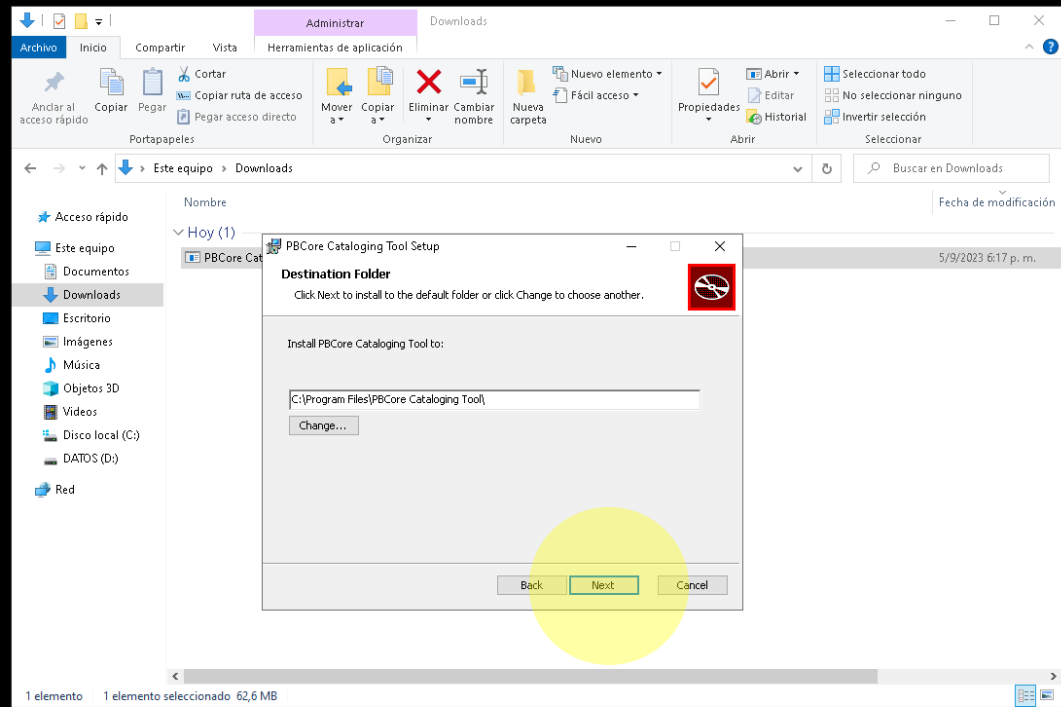 Administrar
Downloads
Archivo
Inicio
Compartir
Vista
Herramientas de aplicación
Anclar al
acceso rápido
Copiar
Pegar
Cortar
Copiar ruta de acceso
Pegar acceso directo
Portapapeles
Mover
a
Copiar
a
Eliminar
Cambiar
nombre
Organizar
Nueva
carpeta
Nuevo elemento
Fácil acceso
Nuevo
Propiedades
Abrir
Editar
Historial
Abrir
Seleccionar todo
No seleccionar ninguno
Invertir selección
Seleccionar
Este equipo
Downloads
Buscar en Downloads
Nombre
Fecha de modificación
Acceso rápido
Este equipo
Documentos
Downloads
Escritorio
Imágenes
Música
Objetos 3D
Videos
Disco local (C:)
DATOS (D:)
Red
Hoy (1)
PBCore Cat
5/9/2023 6:17 p. m.
PBCore Cataloging Tool Setup
Destination Folder
Click Next to install to the default folder or click Change to choose another.
Install PBCore Cataloging Tool to:
C:\Program Files\PBCore Cataloging Tool\
Change...
Back
Next
Cancel
1 elemento
1 elemento seleccionado 62,6 MB